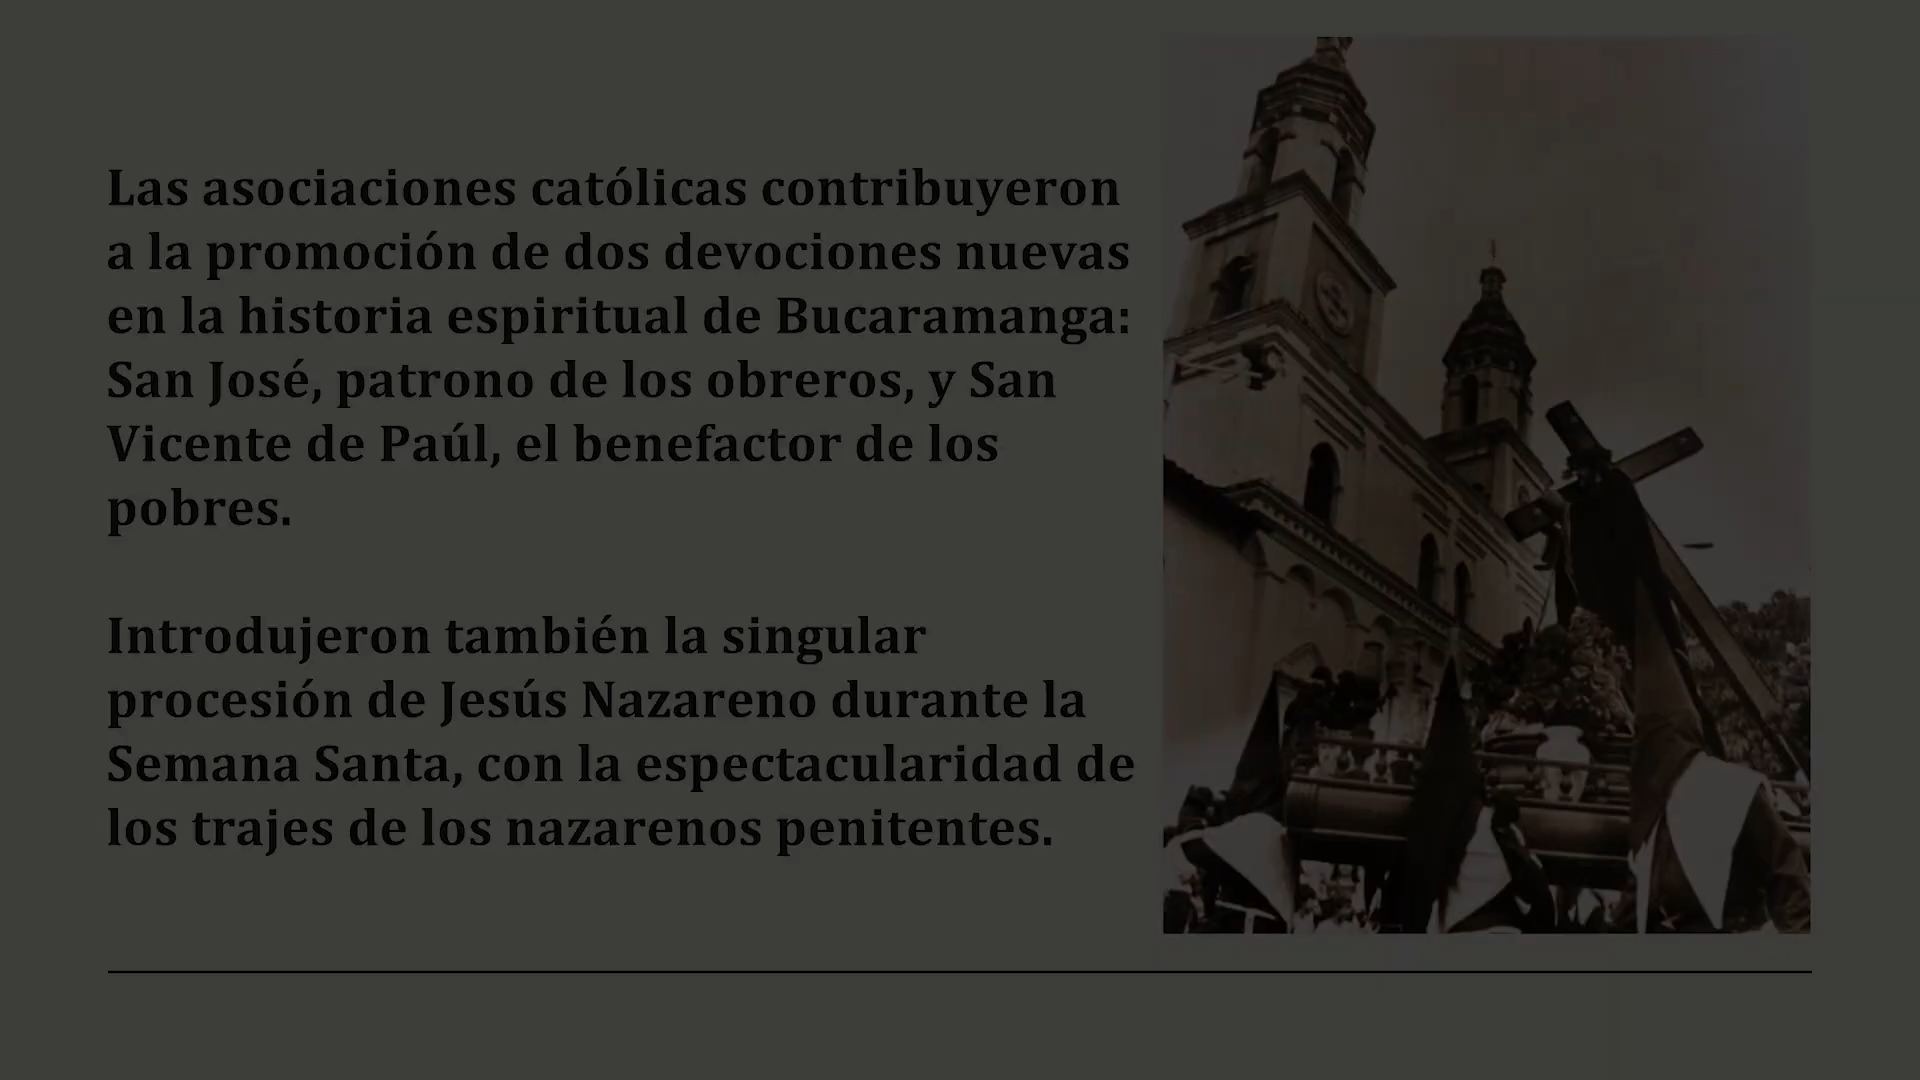 Las asociaciones católicas contribuyeron
a la promoción de dos devociones nuevas
en la historia espiritual de Bucaramanga:
San José, patrono de los obreros, y San
Vicente de Paúl, el benefactor de los
pobres.
Introdujeron también la singular
procesión de Jesús Nazareno durante la
Semana Santa, con la espectacularidad de
los trajes de los nazarenos penitentes.